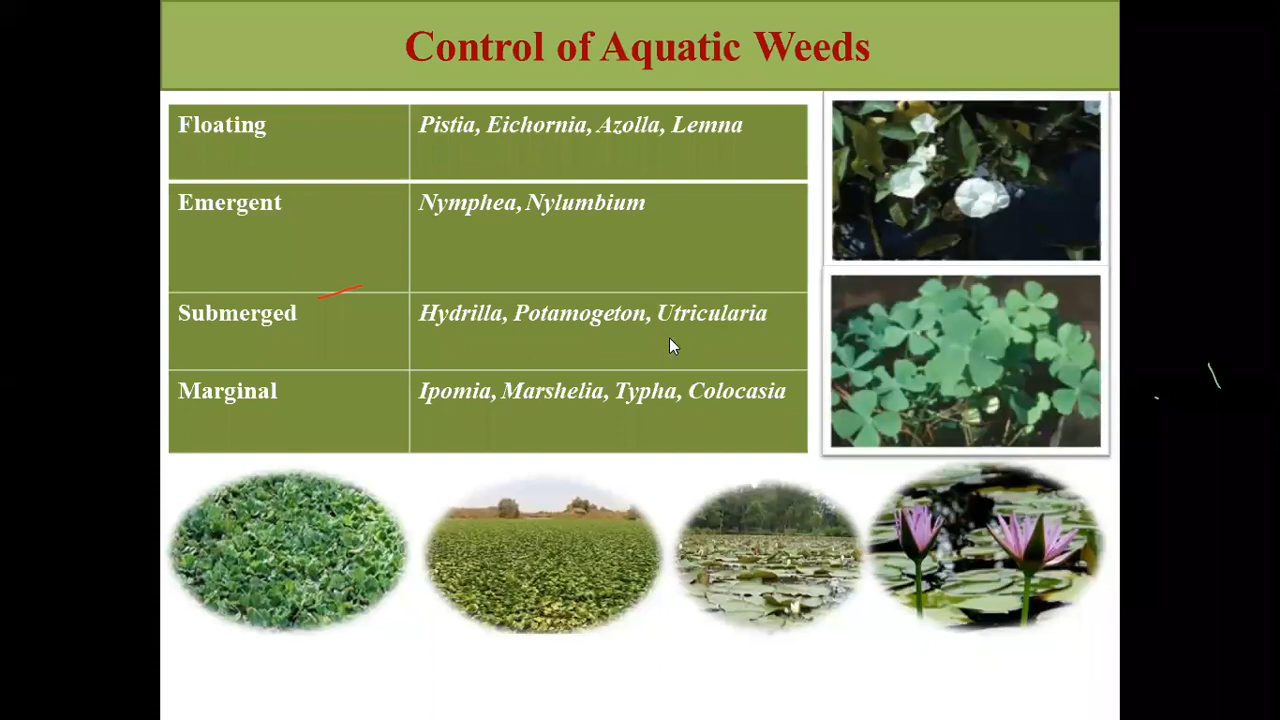 Control of Aquatic Weeds
Floating
Pistia, Eichornia, Azolla, Lemna
Emergent
Nymphea, Nylumbium
Submerged
Hydrilla, Potamogeton, Utricularia
Marginal
Ipomia, Marshelia, Typha, Colocasia